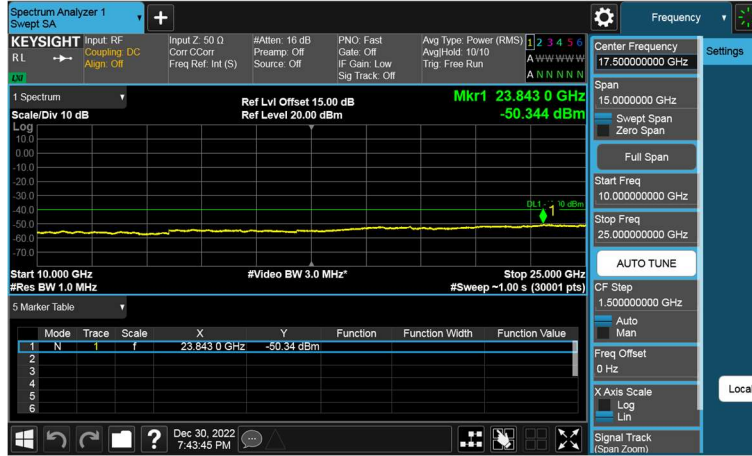 Spectrum Analyzer 1
Swept SA
Frequency
KEYSIGHT
RL
LXI
Input: RF
Coupling: DC
Align: Off
Input Z: 50 Ω
Corr CCorr
Freq Ref: Int (S)
#Atten: 16 dB
Preamp: Off
Source: Off
PNO: Fast
Gate: Off
IF Gain: Low
Sig Track: Off
Avg Type: Power (RMS)
Avg|Hold: 10/10
Trig: Free Run
1 2 3 4 5 6
A W W W W W
A N N N N N
1 Spectrum
Scale/Div 10 dB
Ref Lvl Offset 15.00 dB
Ref Level 20.00 dBm
Mkr1 23.843 0 GHz
-50.344 dBm
Log
10.0
0.00
-10.0
-20.0
-30.0
-40.0
-50.0
-60.0
-70.0
1
Start 10.000 GHz
#Res BW 1.0 MHz
#Video BW 3.0 MHz*
Stop 25.000 GHz
#Sweep ~1.00 s (30001 pts)
5 Marker Table
Mode Trace Scale X Y Function Function Width Function Value
1 N 1 f 23.843 0 GHz -50.34 dBm
2
3
4
5
6
Dec 30, 2022
7:43:45 PM
Center Frequency
17.500000000 GHz
Settings
Span
15.0000000 GHz
Swept Span
Zero Span
Full Span
Start Freq
10.000000000 GHz
Stop Freq
25.000000000 GHz
AUTO TUNE
CF Step
1.500000000 GHz
Auto
Man
Freq Offset
0 Hz
X Axis Scale
Log
Lin
Local
Signal Track
(Span Zoom)